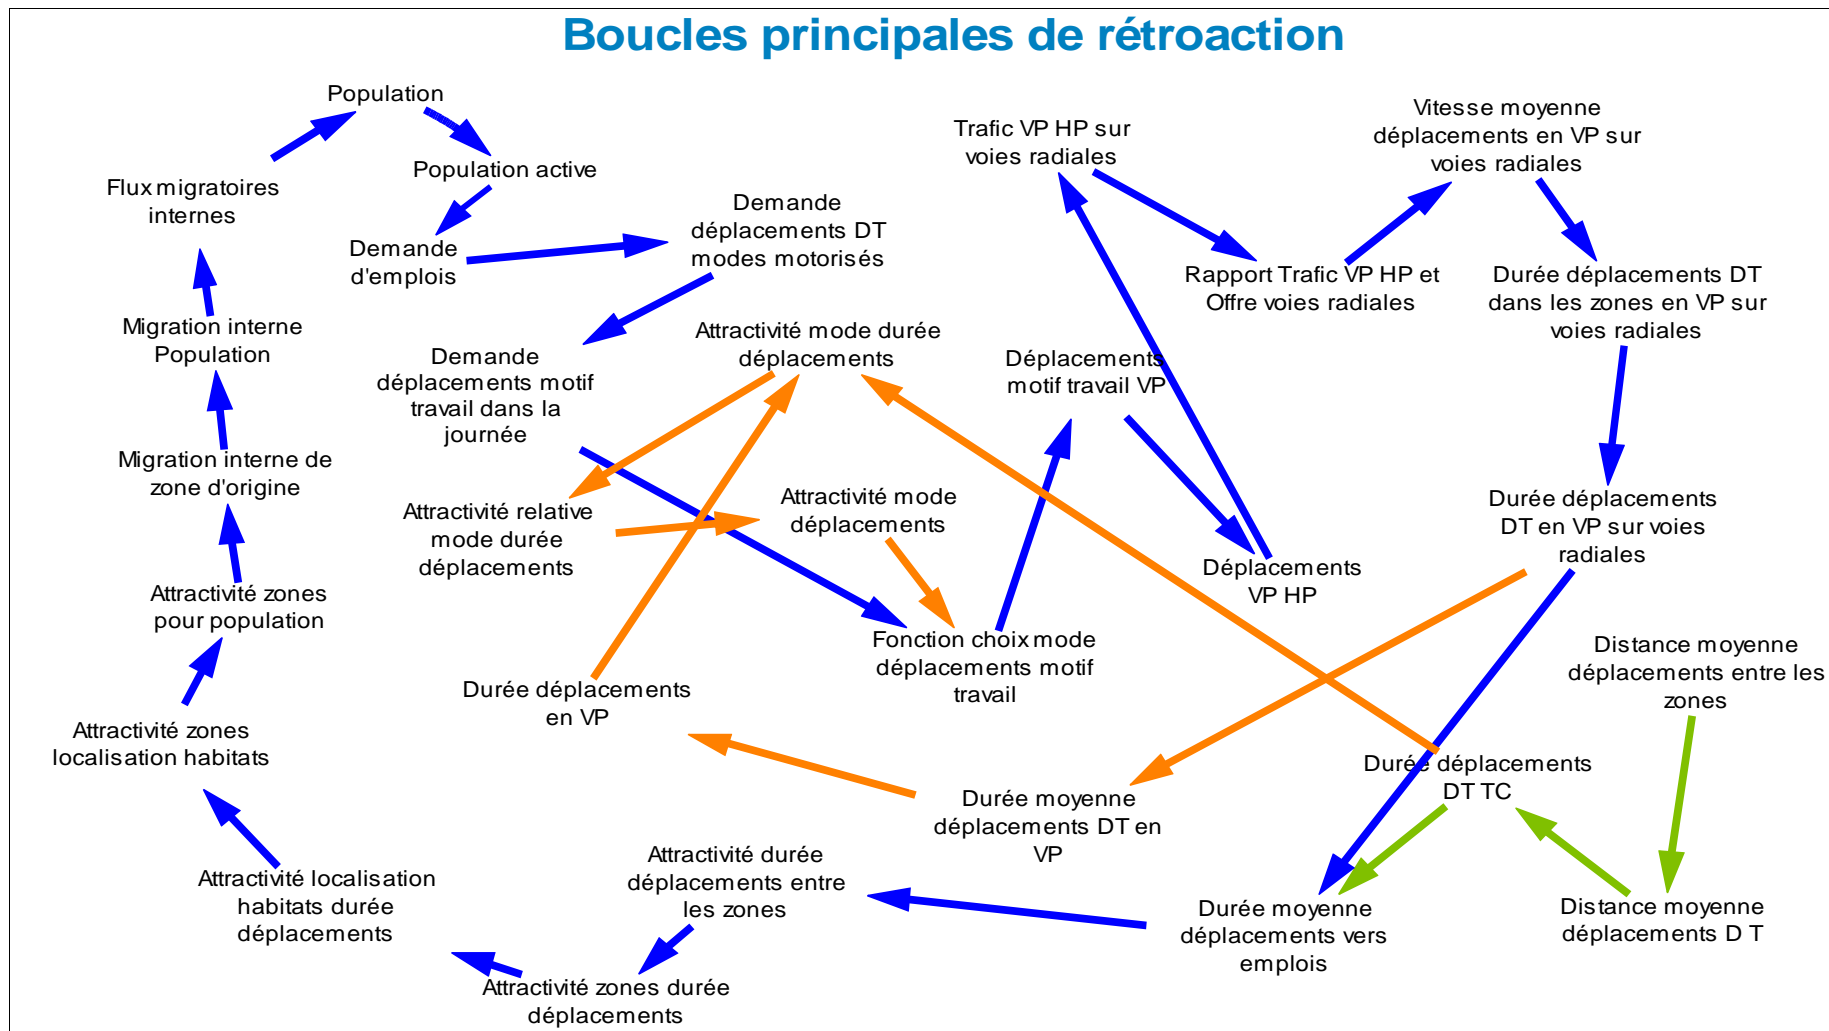 Boucles principales de rétroaction
Population
Population active
Flux migratoires
internes
Demande
d'emplois
Demande
déplacements DT
modes motorisés
Trafic VP HP sur
voies radiales
Vitesse moyenne
déplacements en VP sur
voies radiales
Rapport Trafic VP HP et
Offre voies radiales
Durée déplacements DT
dans les zones en VP sur
voies radiales
Migration interne
Population
Demande
déplacements motif
travail dans la
journée
Attractivité mode durée
déplacements
Déplacements
motif travail VP
Migration interne de
zone d'origine
Attractivité relative
mode durée
déplacements
Attractivité mode
déplacements
Durée déplacements
DT en VP sur voies
radiales
Déplacements
VP HP
Attractivité zones
pour population
Fonction choix mode
déplacements motif
travail
Distance moyenne
déplacements entre les
zones
Durée déplacements
en VP
Attractivité zones
localisation habitats
Durée déplacements
DT TC
Durée moyenne
déplacements DT en
VP
Attractivité durée
déplacements entre
les zones
Attractivité localisation
habitats durée
déplacements
Durée moyenne
déplacements vers
emplois
Distance moyenne
déplacements D T
Attractivité zones durée
déplacements